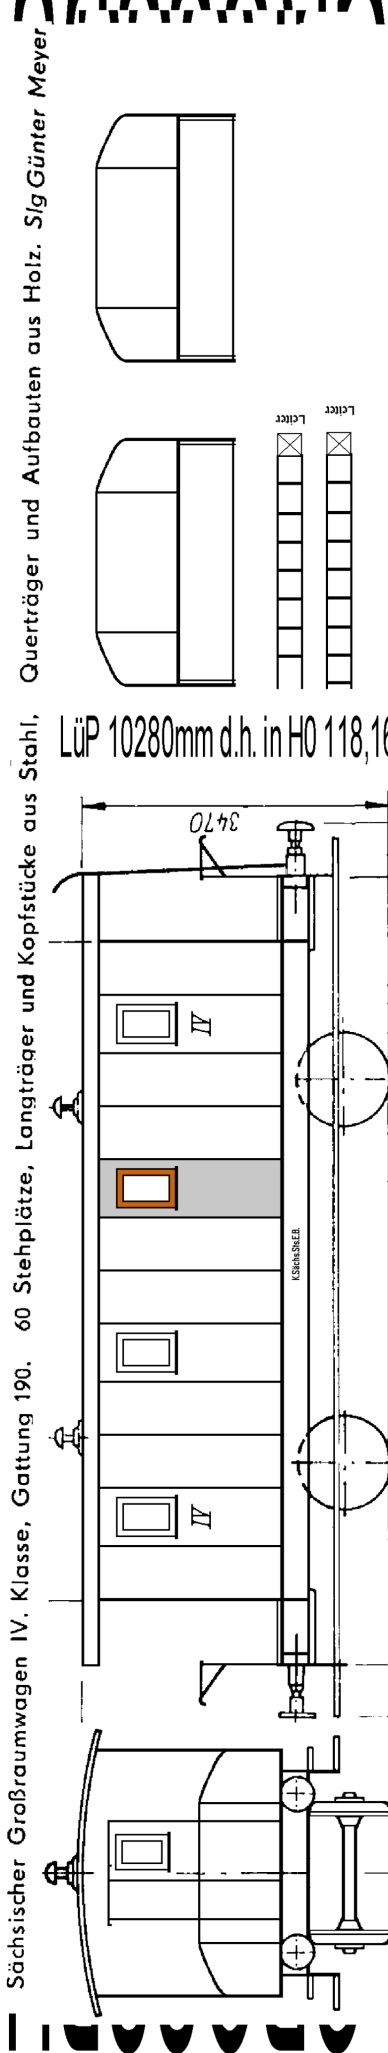 Sächsischer Großraumwagen IV. Klasse, Gattung 190. 60 Stehplätze, Langträger und Kopfstücke aus Stahl, Querträger und Aufbauten aus Holz. Slg Günter Meyer
LüP 10280mm d.h. in H0 118,16
Leiter
Leiter
3470
IV
IV
K.Sächs.Sts.E.B.